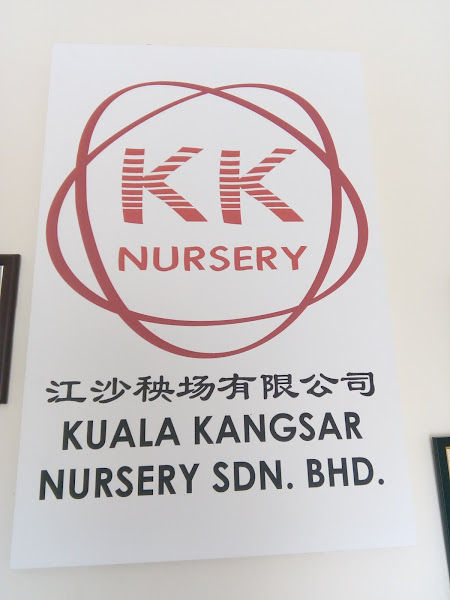 KK
NURSERY
江沙秧场有限公司
KUALA KANGSAR
NURSERY SDN. BHD.